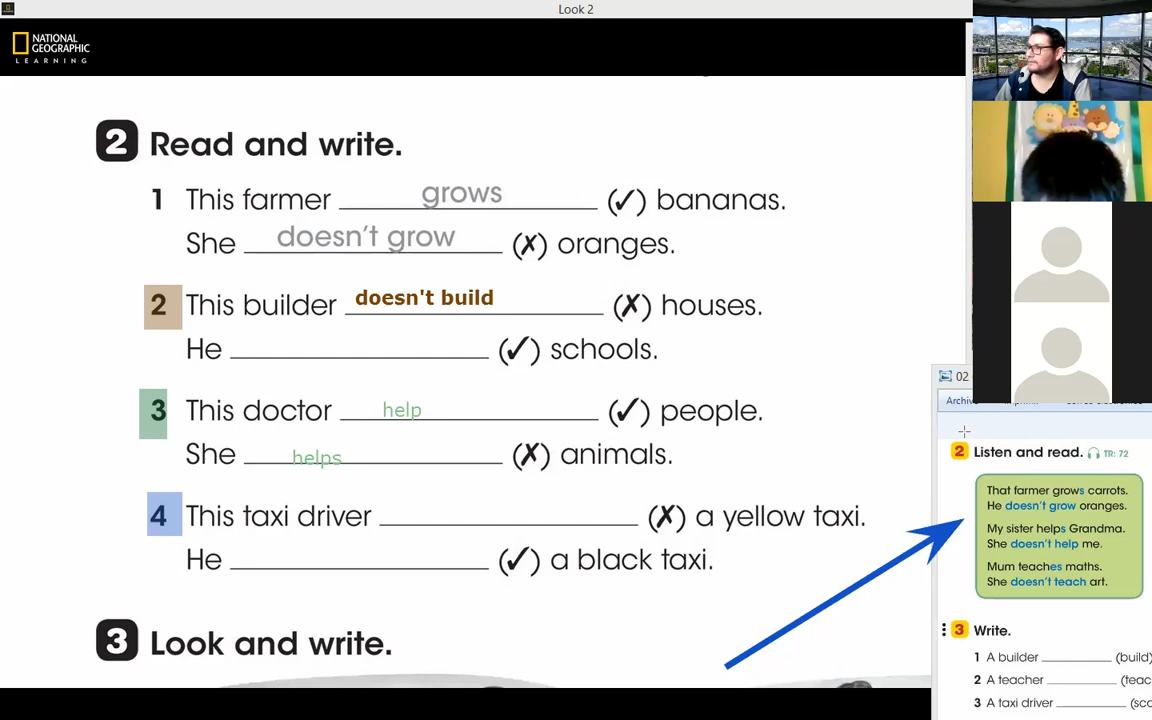 Look 2
NATIONAL
GEOGRAPHIC
LEARNING
2 Read and write.
1 This farmer grows (✓) bananas.
She doesn't grow (✗) oranges.
2 This builder doesn't build (✗) houses.
He (✓) schools.
3 This doctor help (✓) people.
She helps (✗) animals.
4 This taxi driver (✗) a yellow taxi.
He (✓) a black taxi.
3 Look and write.
02
2 Listen and read. TR: 72
That farmer grows carrots.
He doesn't grow oranges.
My sister helps Grandma.
She doesn't help me.
Mum teaches maths.
She doesn't teach art.
3 Write.
1 A builder (build)
2 A teacher (teac
3 A taxi driver